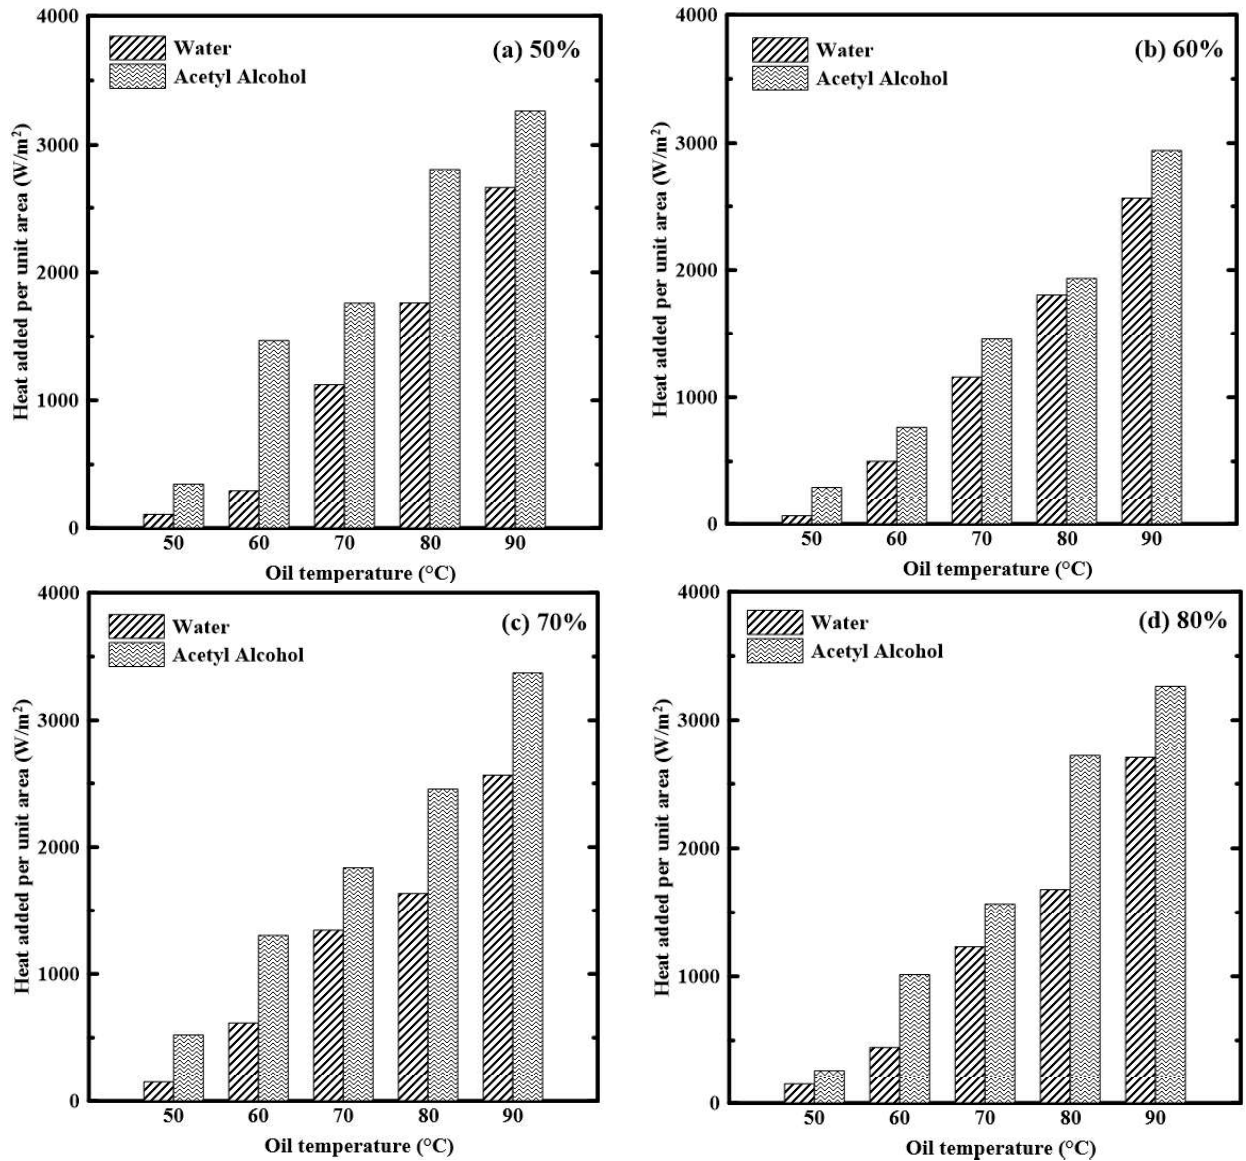 4000
3000
2000
1000
0
Heat added per unit area (W/m²)
Water
Acetyl Alcohol
(a) 50%
50 60 70 80 90
Oil temperature (°C)
4000
3000
2000
1000
0
Heat added per unit area (W/m²)
Water
Acetyl Alcohol
(b) 60%
50 60 70 80 90
Oil temperature (°C)
4000
3000
2000
1000
0
Heat added per unit area (W/m²)
Water
Acetyl Alcohol
(c) 70%
50 60 70 80 90
Oil temperature (°C)
4000
3000
2000
1000
0
Heat added per unit area (W/m²)
Water
Acetyl Alcohol
(d) 80%
50 60 70 80 90
Oil temperature (°C)